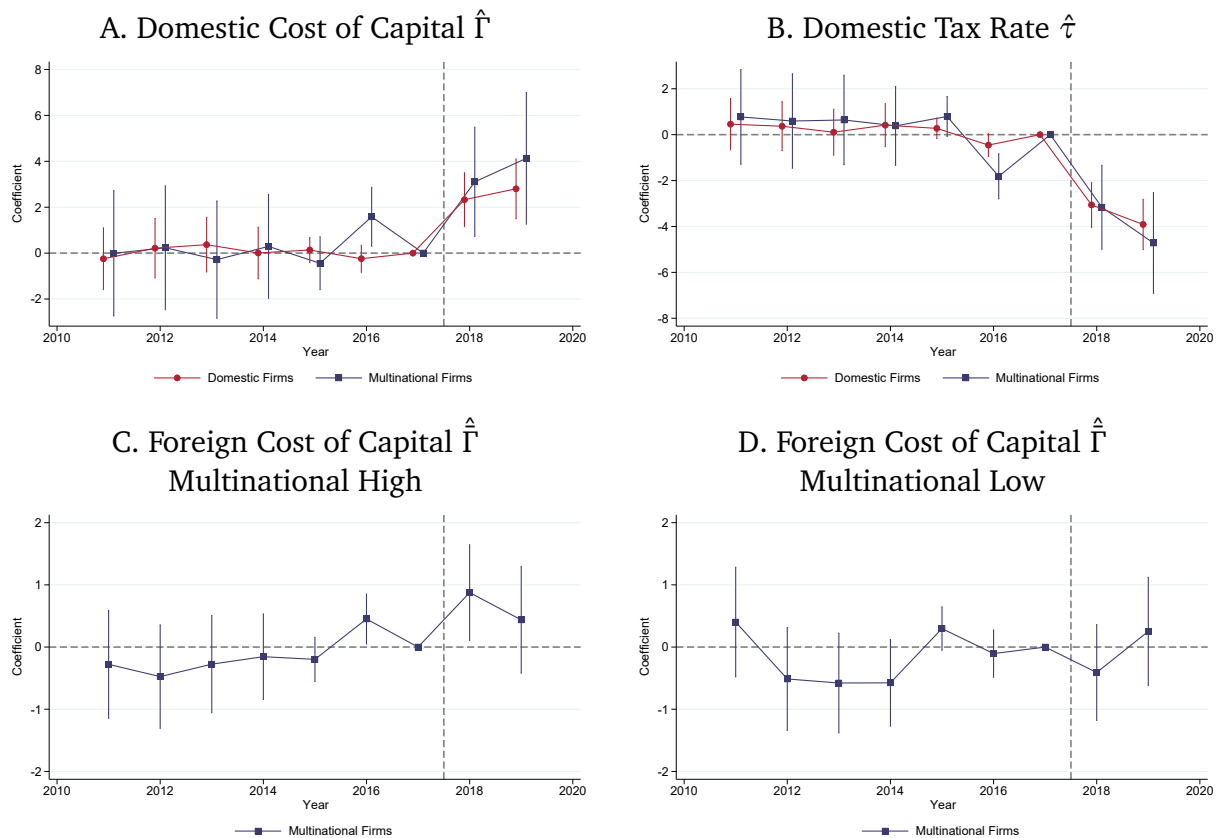 A. Domestic Cost of Capital Γ̂
8
6
4
2
0
-2
Coefficient
2010 2012 2014 2016 2018 2020
Year
Domestic Firms Multinational Firms
B. Domestic Tax Rate τ̂
2
0
-2
-4
-6
-8
Coefficient
2010 2012 2014 2016 2018 2020
Year
Domestic Firms Multinational Firms
C. Foreign Cost of Capital Γ̄̂
Multinational High
2
1
0
-1
-2
Coefficient
2010 2012 2014 2016 2018 2020
Year
Multinational Firms
D. Foreign Cost of Capital Γ̄̂
Multinational Low
2
1
0
-1
-2
Coefficient
2010 2012 2014 2016 2018 2020
Year
Multinational Firms